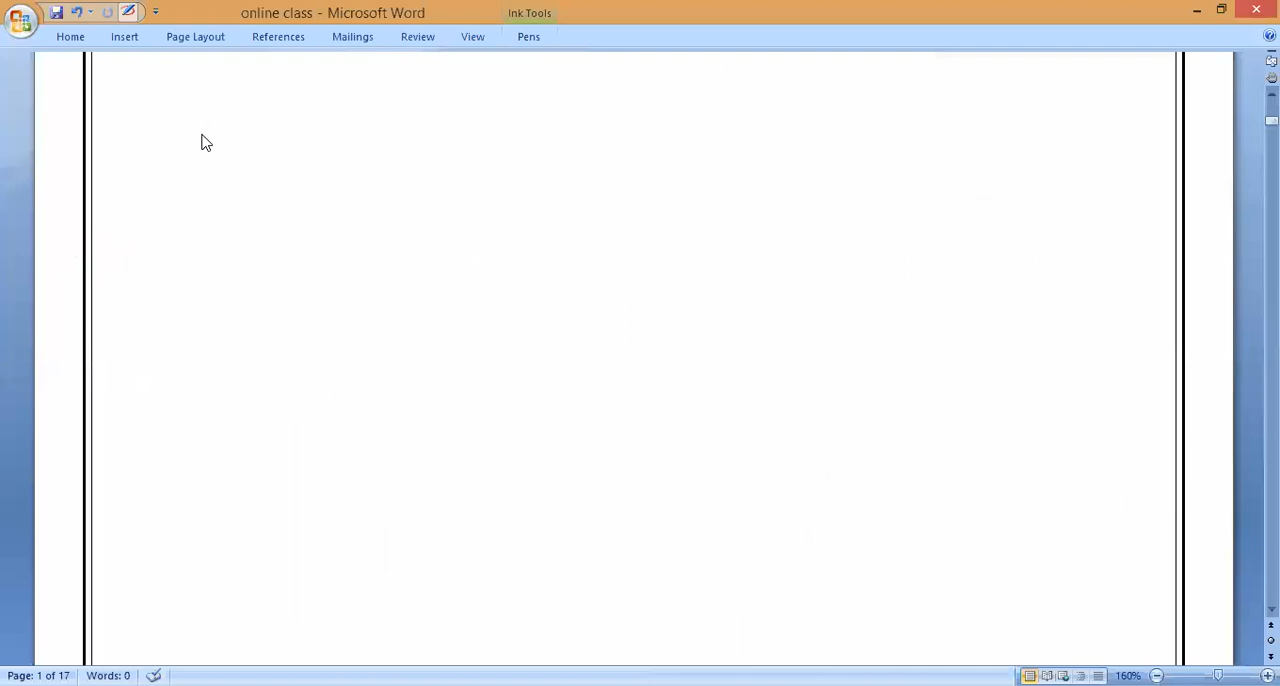 online class - Microsoft Word
Ink Tools
Home Insert Page Layout References Mailings Review View Pens
Page: 1 of 17 Words: 0 160%